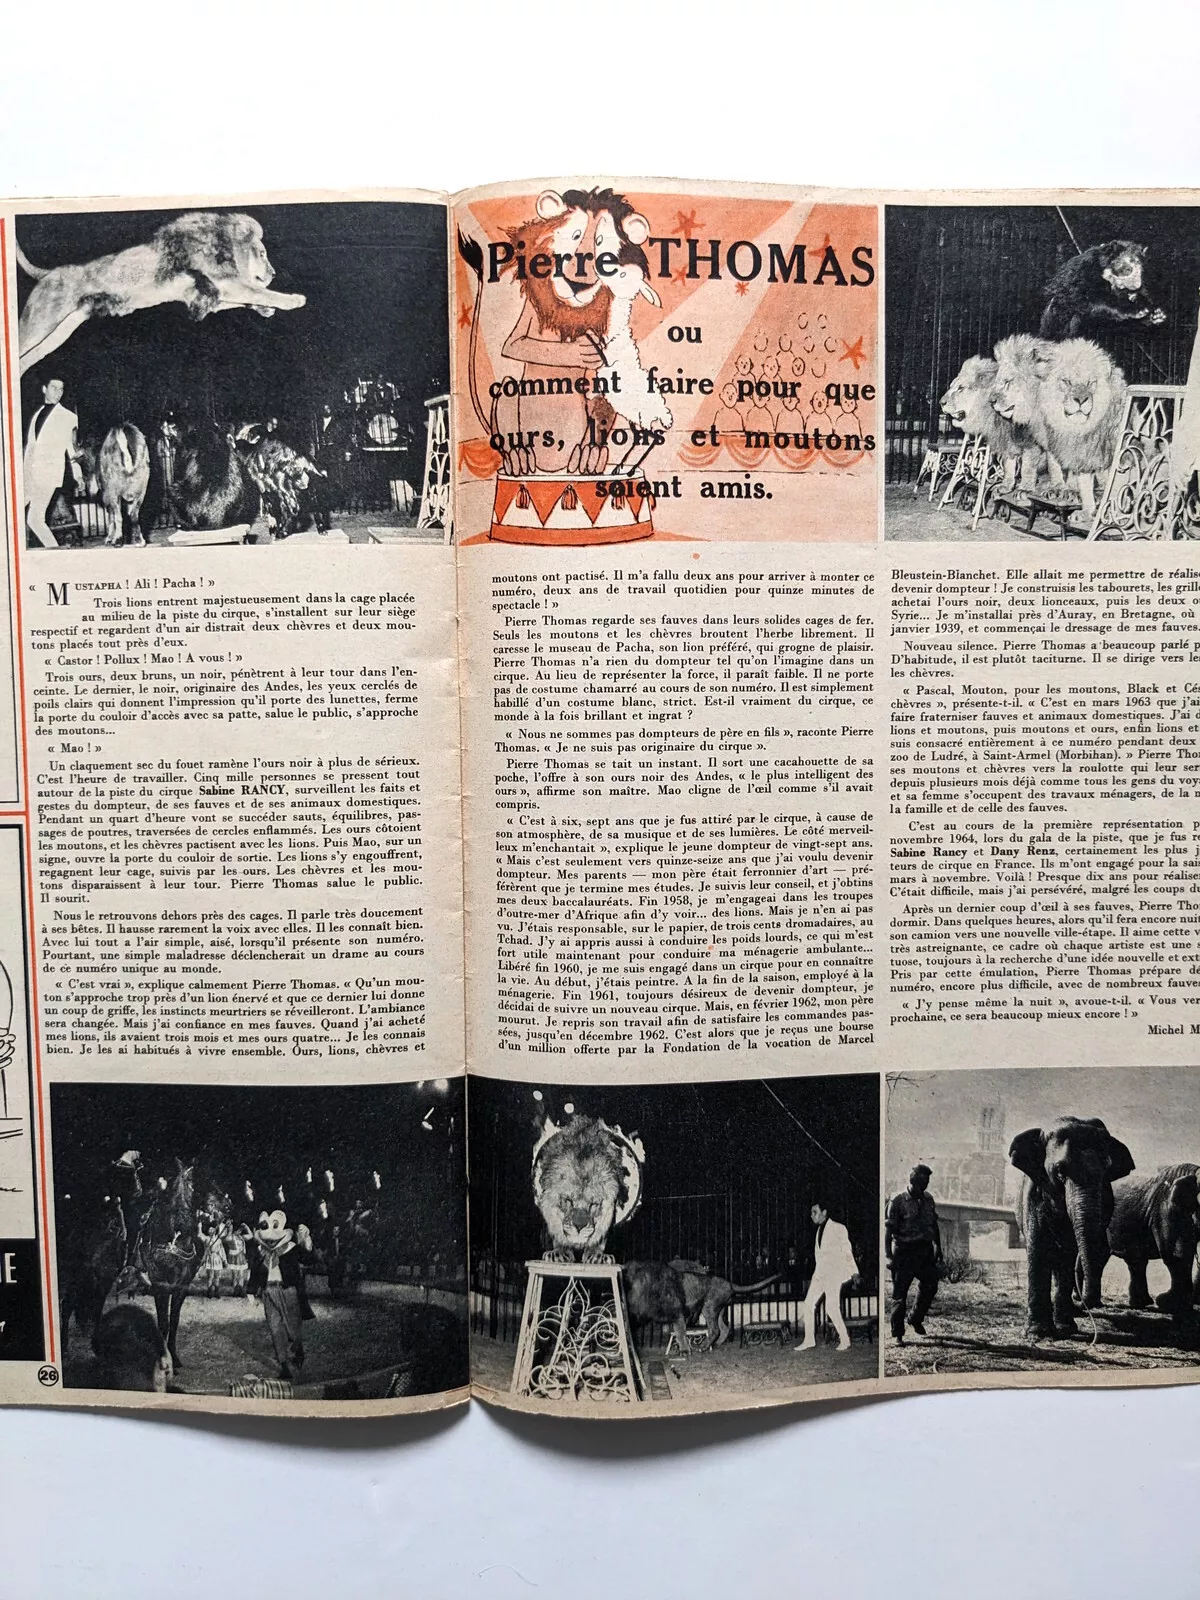 Pierre THOMAS
ou
comment faire pour que
ours, lions et moutons
soient amis.
« MUSTAPHA ! Ali ! Pacha ! »
Trois lions entrent majestueusement dans la cage placée
au milieu de la piste du cirque, s'installent sur leur siège
respectif et regardent d'un air distrait deux chèvres et deux mou-
tons placés tout près d'eux.
« Castor ! Pollux ! Mao ! A vous ! »
Trois ours, deux bruns, un noir, pénètrent à leur tour dans l'en-
ceinte. Le dernier, le noir, originaire des Andes, les yeux cerclés de
poils clairs qui donnent l'impression qu'il porte des lunettes, ferme
la porte du couloir d'accès avec sa patte, salue le public, s'approche
des moutons...
« Mao ! »
Un claquement sec du fouet ramène l'ours noir à plus de sérieux.
C'est l'heure de travailler. Cinq mille personnes se pressent tout
autour de la piste du cirque Sabine RANCY, surveillent les faits et
gestes du dompteur, de ses fauves et de ses animaux domestiques.
Pendant un quart d'heure vont se succéder sauts, équilibres, pas-
sages de poutres, traversées de cercles enflammés. Les ours côtoient
les moutons, et les chèvres pactisent avec les lions. Puis Mao, sur un
signe, ouvre la porte du couloir de sortie. Les lions s'y engouffrent,
regagnent leur cage, suivis par les ours. Les chèvres et les mou-
tons disparaissent à leur tour. Pierre Thomas salue le public.
Il sourit.
Nous le retrouvons dehors près des cages. Il parle très doucement
à ses bêtes. Il hausse rarement la voix avec elles. Il les connaît bien.
Avec lui tout a l'air simple, aisé, lorsqu'il présente son numéro.
Pourtant, une simple maladresse déclencherait un drame au cours
de ce numéro unique au monde.
« C'est vrai », explique calmement Pierre Thomas. « Qu'un mou-
ton s'approche trop près d'un lion énervé et que ce dernier lui donne
un coup de griffe, les instincts meurtriers se réveilleront. L'ambiance
sera changée. Mais j'ai confiance en mes fauves. Quand j'ai acheté
mes lions, ils avaient trois mois et mes ours quatre... Je les connais
bien. Je les ai habitués à vivre ensemble. Ours, lions, chèvres et
moutons ont pactisé. Il m'a fallu deux ans pour arriver à monter ce
numéro, deux ans de travail quotidien pour quinze minutes de
spectacle ! »
Pierre Thomas regarde ses fauves dans leurs solides cages de fer.
Seuls les moutons et les chèvres broutent l'herbe librement. Il
caresse le museau de Pacha, son lion préféré, qui grogne de plaisir.
Pierre Thomas n'a rien du dompteur tel qu'on l'imagine dans un
cirque. Au lieu de représenter la force, il paraît faible. Il ne porte
pas de costume chamarré au cours de son numéro. Il est simplement
habillé d'un costume blanc, strict. Est-il vraiment du cirque, ce
monde à la fois brillant et ingrat ?
« Nous ne sommes pas dompteurs de père en fils », raconte Pierre
Thomas. « Je ne suis pas originaire du cirque ».
Pierre Thomas se tait un instant. Il sort une cacahouette de sa
poche, l'offre à son ours noir des Andes, « le plus intelligent des
ours », affirme son maître. Mao cligne de l'œil comme s'il avait
compris.
« C'est à six, sept ans que je fus attiré par le cirque, à cause de
son atmosphère, de sa musique et de ses lumières. Le côté merveil-
leux m'enchantait », explique le jeune dompteur de vingt-sept ans.
« Mais c'est seulement vers quinze-seize ans que j'ai voulu devenir
dompteur. Mes parents — mon père était ferronnier d'art — pré-
férèrent que je termine mes études. Je suivis leur conseil, et j'obtins
mes deux baccalauréats. Fin 1958, je m'engageai dans les troupes
d'outre-mer d'Afrique afin d'y voir... des lions. Mais je n'en ai pas
vu. J'étais responsable, sur le papier, de trois cents dromadaires, au
Tchad. J'y ai appris aussi à conduire les poids lourds, ce qui m'est
fort utile maintenant pour conduire ma ménagerie ambulante...
Libéré fin 1960, je me suis engagé dans un cirque pour en connaître
la vie. Au début, j'étais peintre. A la fin de la saison, employé à la
ménagerie. Fin 1961, toujours désireux de devenir dompteur, je
décidai de suivre un nouveau cirque. Mais, en février 1962, mon père
mourut. Je repris son travail afin de satisfaire les commandes pas-
sées, jusqu'en décembre 1962. C'est alors que je reçus une bourse
d'un million offerte par la Fondation de la vocation de Marcel
Bleustein-Blanchet. Elle allait me permettre de
devenir dompteur ! Je construisis les tabourets, les
achetai l'ours noir, deux lionceaux, puis les deux
Syrie... Je m'installai près d'Auray, en Bretagne, où
janvier 1939, et commençai le dressage de mes fauves.
Nouveau silence. Pierre Thomas a beaucoup parlé
D'habitude, il est plutôt taciturne. Il se dirige vers
les chèvres.
« Pascal, Mouton, pour les moutons, Black et
chèvres », présente-t-il. « C'est en mars 1963 que
faire fraterniser fauves et animaux domestiques. J'ai
lions et moutons, puis moutons et ours, enfin lions et
suis consacré entièrement à ce numéro pendant deux
zoo de Ludré, à Saint-Armel (Morbihan). » Pierre
ses moutons et chèvres vers la roulotte qui leur
depuis plusieurs mois déjà comme tous les gens du
et sa femme s'occupent des travaux ménagers, de la
la famille et de celle des fauves.
C'est au cours de la première représentation
novembre 1964, lors du gala de la piste, que je fus
Sabine Rancy et Dany Renz, certainement les plus
teurs de cirque en France. Ils m'ont engagé pour la
mars à novembre. Voilà ! Presque dix ans pour
C'était difficile, mais j'ai persévéré, malgré les coups
Après un dernier coup d'œil à ses fauves, Pierre
dormir. Dans quelques heures, alors qu'il fera encore
son camion vers une nouvelle ville-étape. Il aime cette
très astreignante, ce cadre où chaque artiste est une
tuose, toujours à la recherche d'une idée nouvelle et
Pris par cette émulation, Pierre Thomas prépare
numéro, encore plus difficile, avec de nombreux
« J'y pense même la nuit », avoue-t-il. « Vous
prochaine, ce sera beaucoup mieux encore ! »
Michel
26